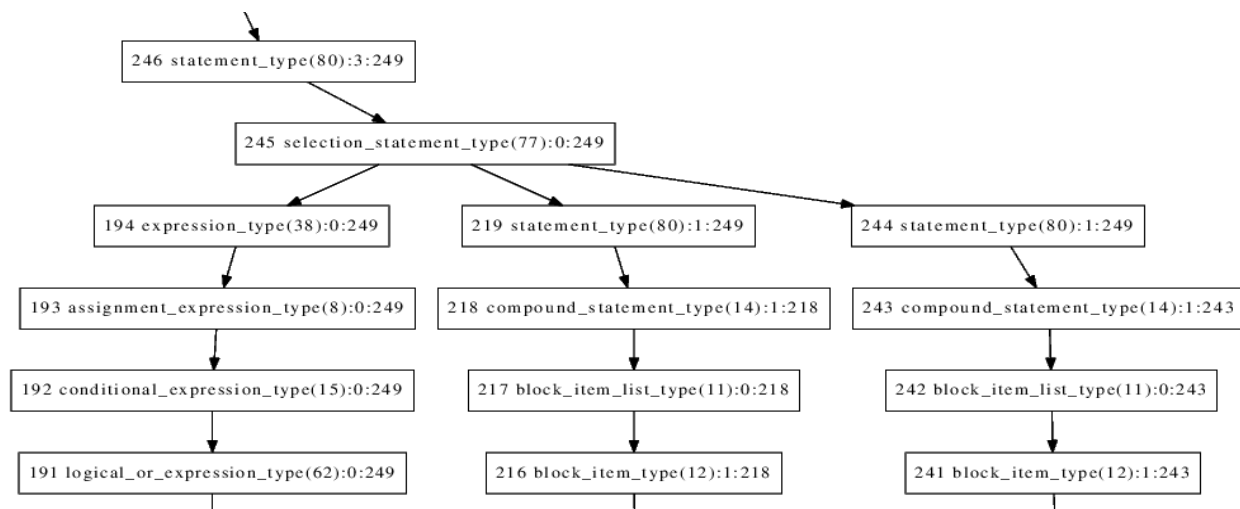 246 statement_type(80):3:249
245 selection_statement_type(77):0:249
194 expression_type(38):0:249
219 statement_type(80):1:249
244 statement_type(80):1:249
193 assignment_expression_type(8):0:249
218 compound_statement_type(14):1:218
243 compound_statement_type(14):1:243
192 conditional_expression_type(15):0:249
217 block_item_list_type(11):0:218
242 block_item_list_type(11):0:243
191 logical_or_expression_type(62):0:249
216 block_item_type(12):1:218
241 block_item_type(12):1:243